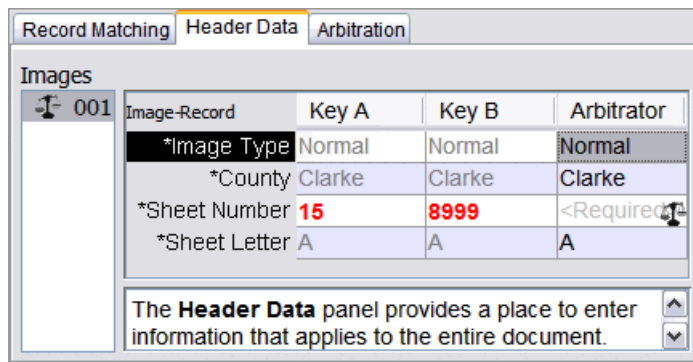 Record Matching Header Data Arbitration
Images
001 Image-Record Key A Key B Arbitrator
*Image Type Normal Normal Normal
*County Clarke Clarke Clarke
*Sheet Number 15 8999 <Required
*Sheet Letter A A A
The Header Data panel provides a place to enter
information that applies to the entire document.